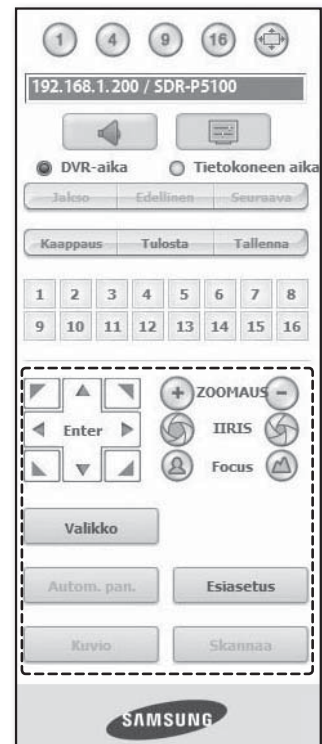 1 4 9 16
192.168.1.200 / SDR-P5100
DVR-aika Tietokoneen aika
Jakso Edellinen Seuraava
Kaappaus Tulosta Tallenna
1 2 3 4 5 6 7 8
9 10 11 12 13 14 15 16
+ ZOOMAUS -
Enter IIRIS
Focus
Valikko
Autom. pan. Esiasetus
Kuvio Skannaa
SAMSUNG